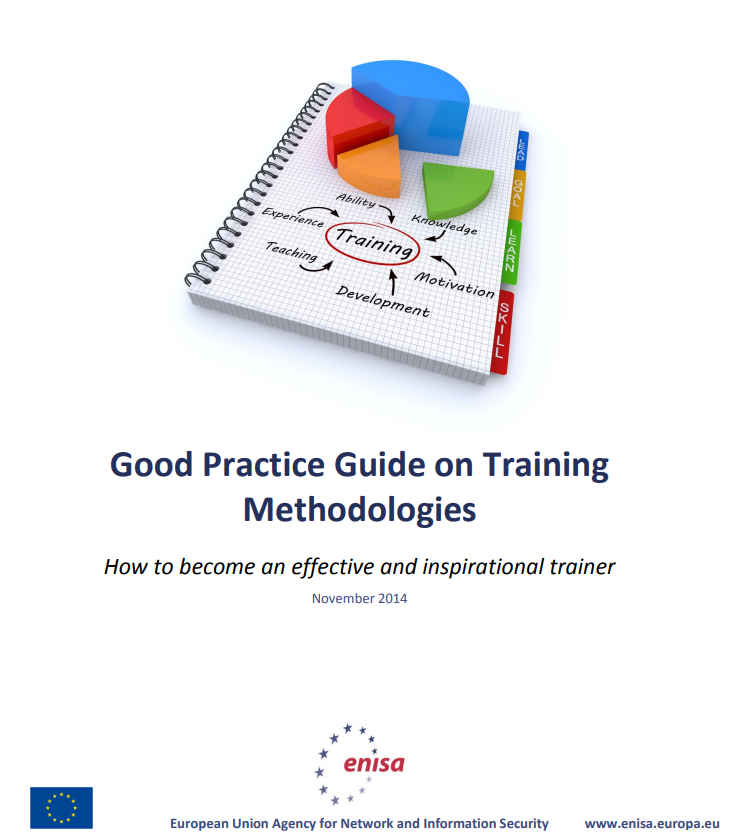 LEAD
GOAL
LEARN
SKILL
Ability
Experience
Knowledge
Training
Teaching
Motivation
Development
Good Practice Guide on Training
Methodologies
How to become an effective and inspirational trainer
November 2014
enisa
European Union Agency for Network and Information Security www.enisa.europa.eu